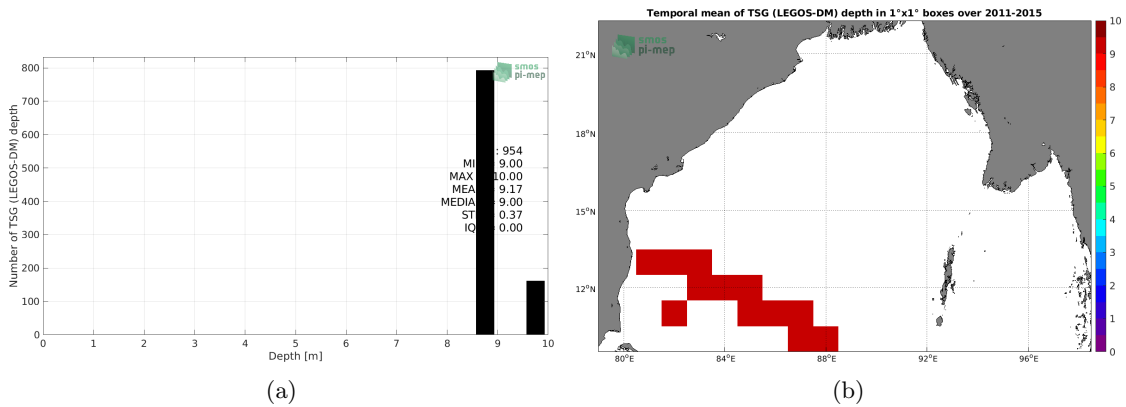 smos
pi-mep
Number of TSG (LEGOS-DM) depth
800
700
600
500
400
300
200
100
0
: 954
MI 9.00
MAX 10.00
MEA 9.17
MEDIA = 9.00
ST 0.37
IQ 0.00
0 1 2 3 4 5 6 7 8 9 10
Depth [m]
(a)
Temporal mean of TSG (LEGOS-DM) depth in 1°x1° boxes over 2011-2015
smos
pi-mep
21°N
18°N
15°N
12°N
80°E 84°E 88°E 92°E 96°E
10
9
8
7
6
5
4
3
2
1
0
(b)